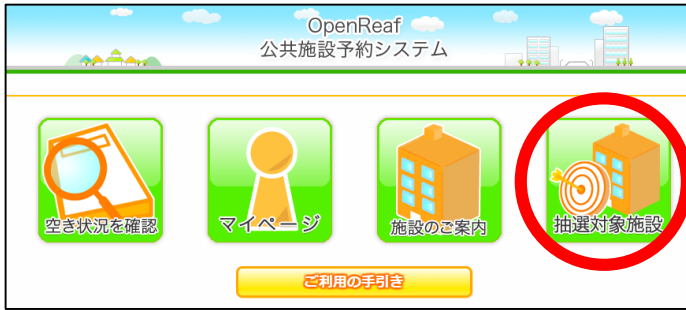 OpenReaf
公共施設予約システム
空き状況を確認
マイページ
施設のご案内
抽選対象施設
ご利用の手引き